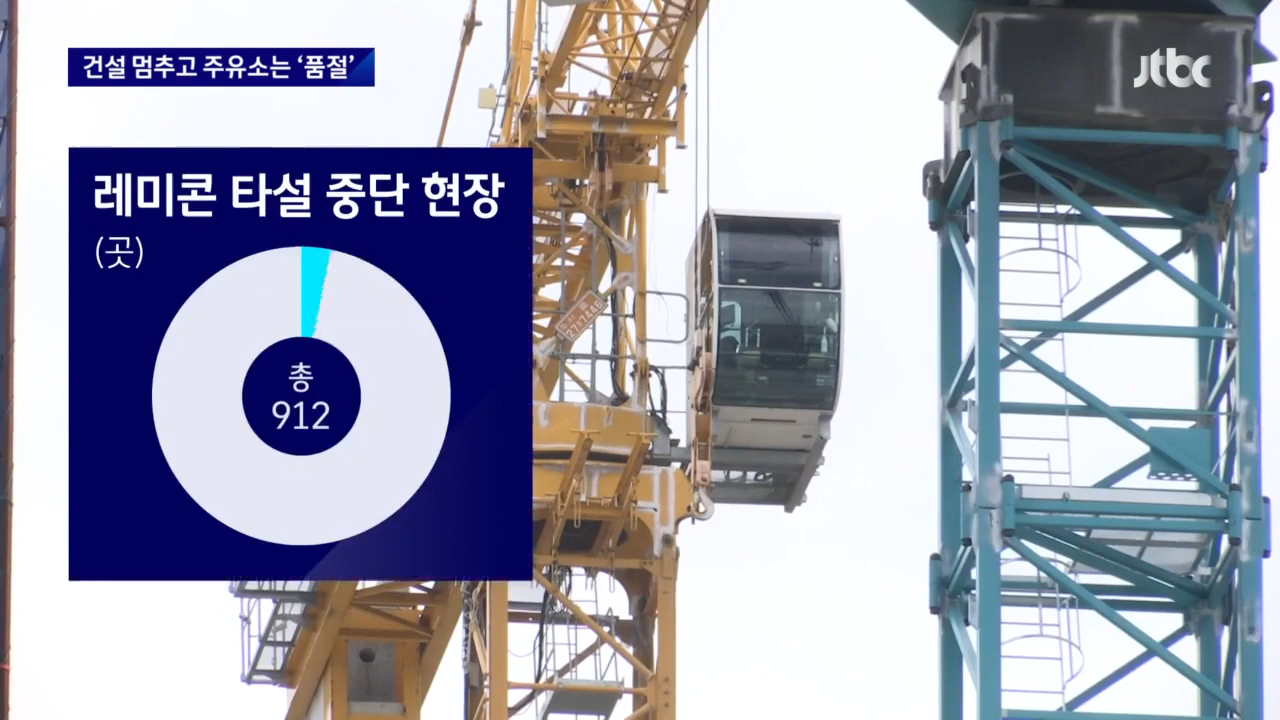 건설 멈추고 주유소는 ‘품절’
jtbc
레미콘 타설 중단 현장
(곳)
총
912